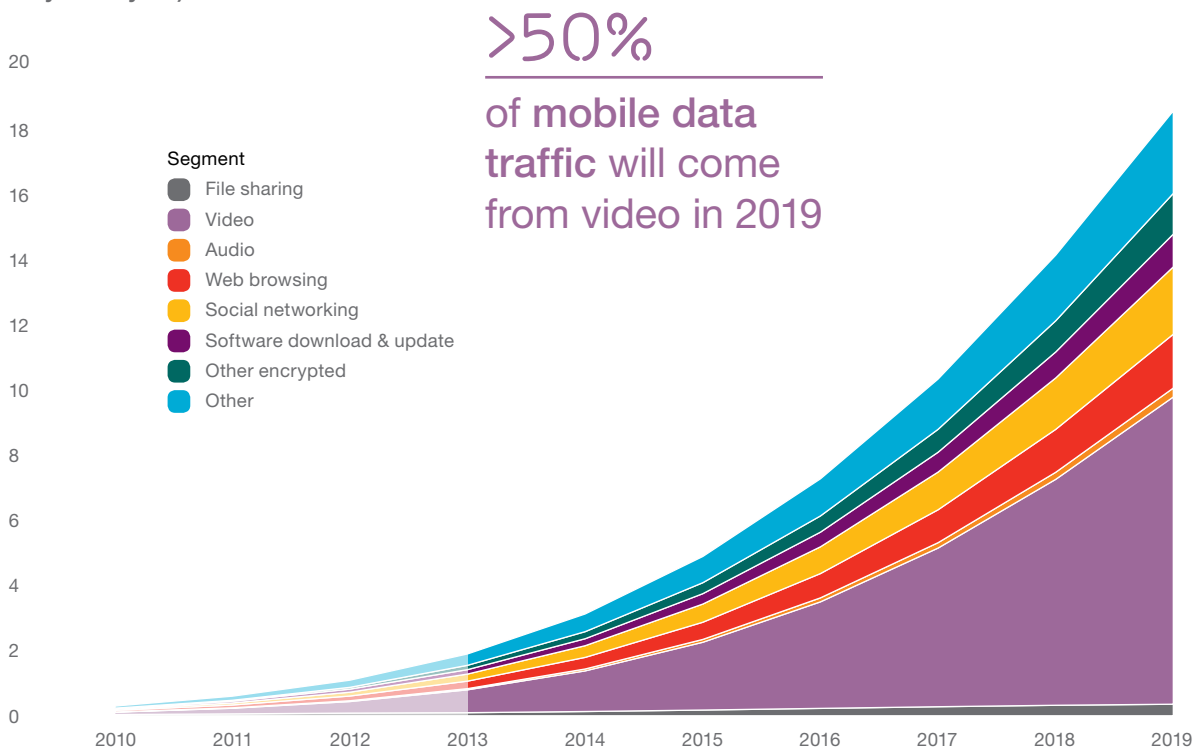 >50%
of mobile data
traffic will come
from video in 2019
20
18
16
14
12
10
8
6
4
2
0
Segment
File sharing
Video
Audio
Web browsing
Social networking
Software download & update
Other encrypted
Other
2010 2011 2012 2013 2014 2015 2016 2017 2018 2019